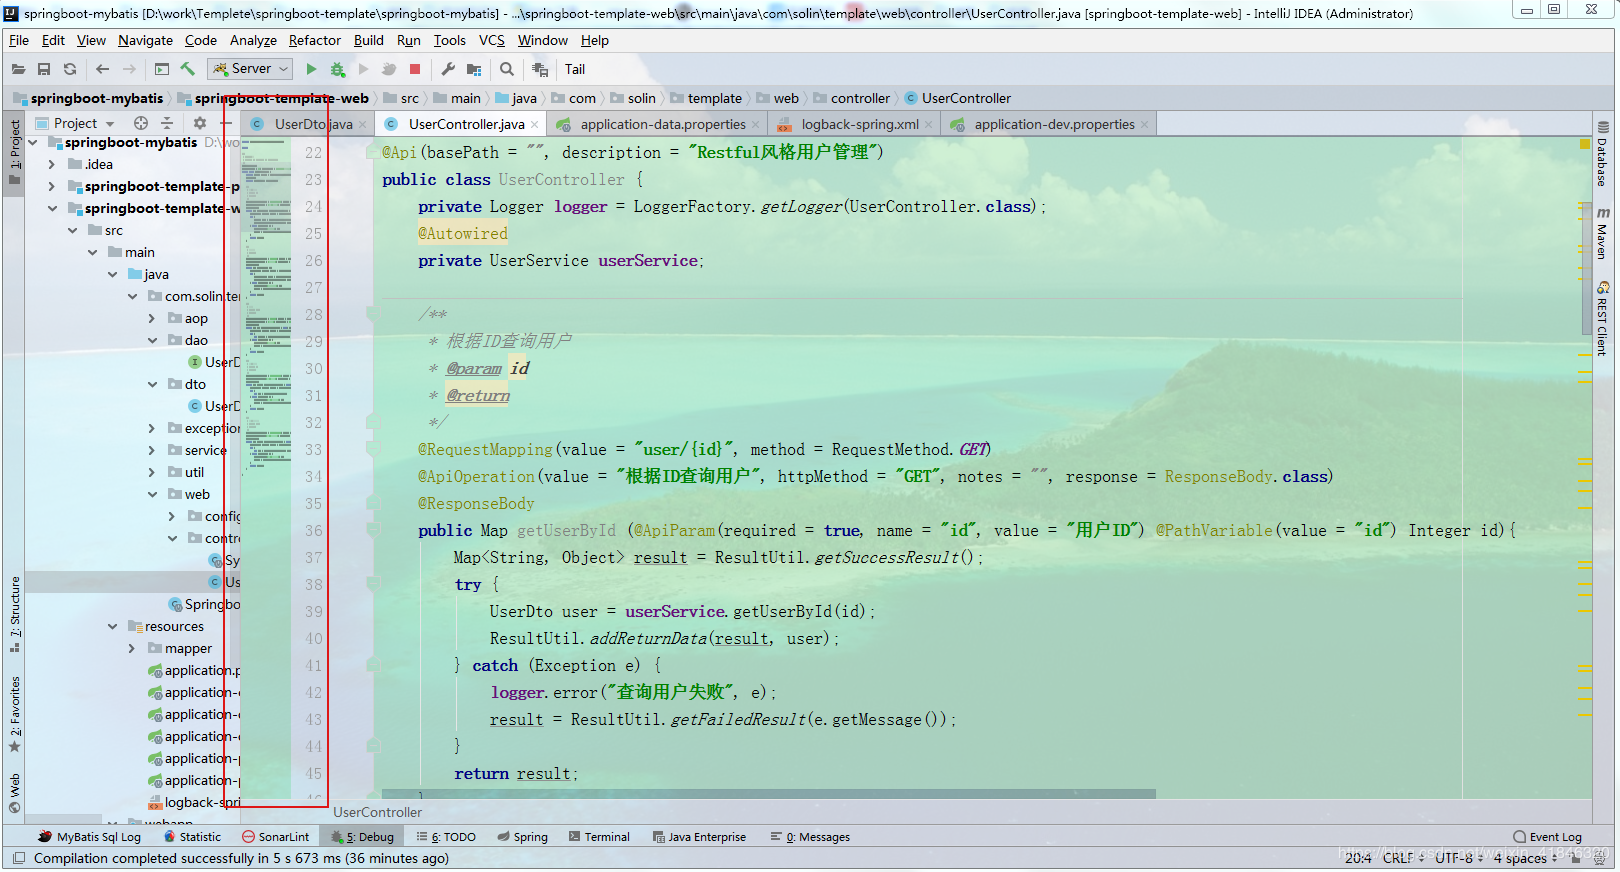 springboot-mybatis [D:\work\Templete\springboot-template\springboot-mybatis] - ...\springboot-template-web\src\main\java\com\solin\template\web\controller\UserController.java [springboot-template-web] - IntelliJ IDEA (Administrator)
File Edit View Navigate Code Analyze Refactor Build Run Tools VCS Window Help
Server Tail
springboot-mybatis springboot-template-web src main java com solin template web controller UserController
Project UserDto.java UserController.java application-data.properties logback-spring.xml application-dev.properties
1: Project
7: Structure
2: Favorites
Web
springboot-mybatis D:\wo
.idea
springboot-template-p
springboot-template-w
src
main
java
com.solin.te
aop
dao
UserD
dto
UserD
exception
service
util
web
config
contro
Sy
Us
Springbo
resources
mapper
application.p
application-
application-
application-
application-p
application-p
logback-spri
webapp
22 @Api(basePath = "", description = "Restful风格用户管理")
23 public class UserController {
24 private Logger logger = LoggerFactory.getLogger(UserController.class);
25 @Autowired
26 private UserService userService;
27
28 /**
29 * 根据ID查询用户
30 * @param id
31 * @return
32 */
33 @RequestMapping(value = "user/{id}", method = RequestMethod.GET)
34 @ApiOperation(value = "根据ID查询用户", httpMethod = "GET", notes = "", response = ResponseBody.class)
35 @ResponseBody
36 public Map getUserById (@ApiParam(required = true, name = "id", value = "用户ID") @PathVariable(value = "id") Integer id){
37 Map<String, Object> result = ResultUtil.getSuccessResult();
38 try {
39 UserDto user = userService.getUserById(id);
40 ResultUtil.addReturnData(result, user);
41 } catch (Exception e) {
42 logger.error("查询用户失败", e);
43 result = ResultUtil.getFailedResult(e.getMessage());
44 }
45 return result;
46 }
UserController
Database
Maven
REST Client
MyBatis Sql Log Statistic SonarLint 5: Debug 6: TODO Spring Terminal Java Enterprise 0: Messages Event Log
Compilation completed successfully in 5 s 673 ms (36 minutes ago) 20:4 CRLF UTF-8 4 spaces